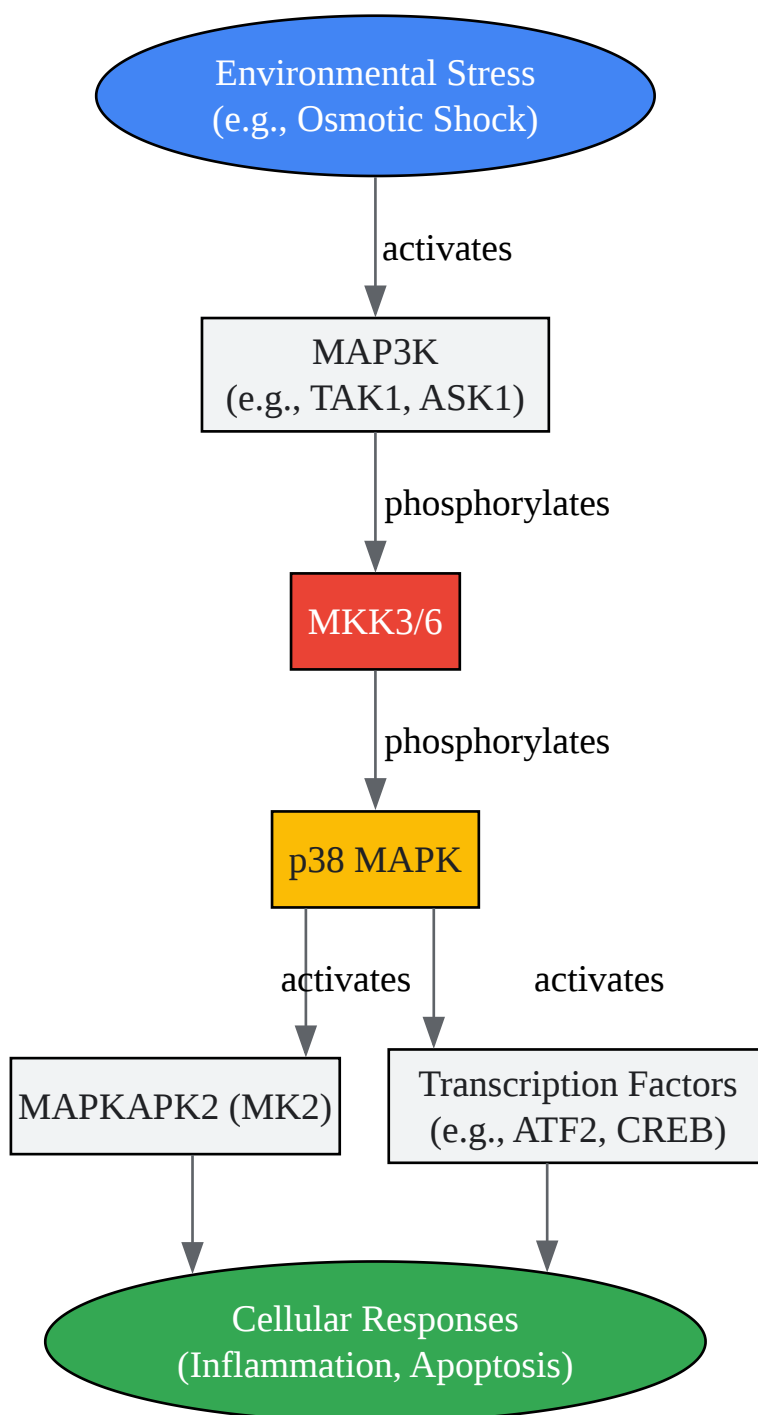 Environmental Stress
(e.g., Osmotic Shock)
activates
MAP3K
(e.g., TAK1, ASK1)
phosphorylates
MKK3/6
phosphorylates
p38 MAPK
activates
activates
MAPKAPK2 (MK2)
Transcription Factors
(e.g., ATF2, CREB)
Cellular Responses
(Inflammation, Apoptosis)